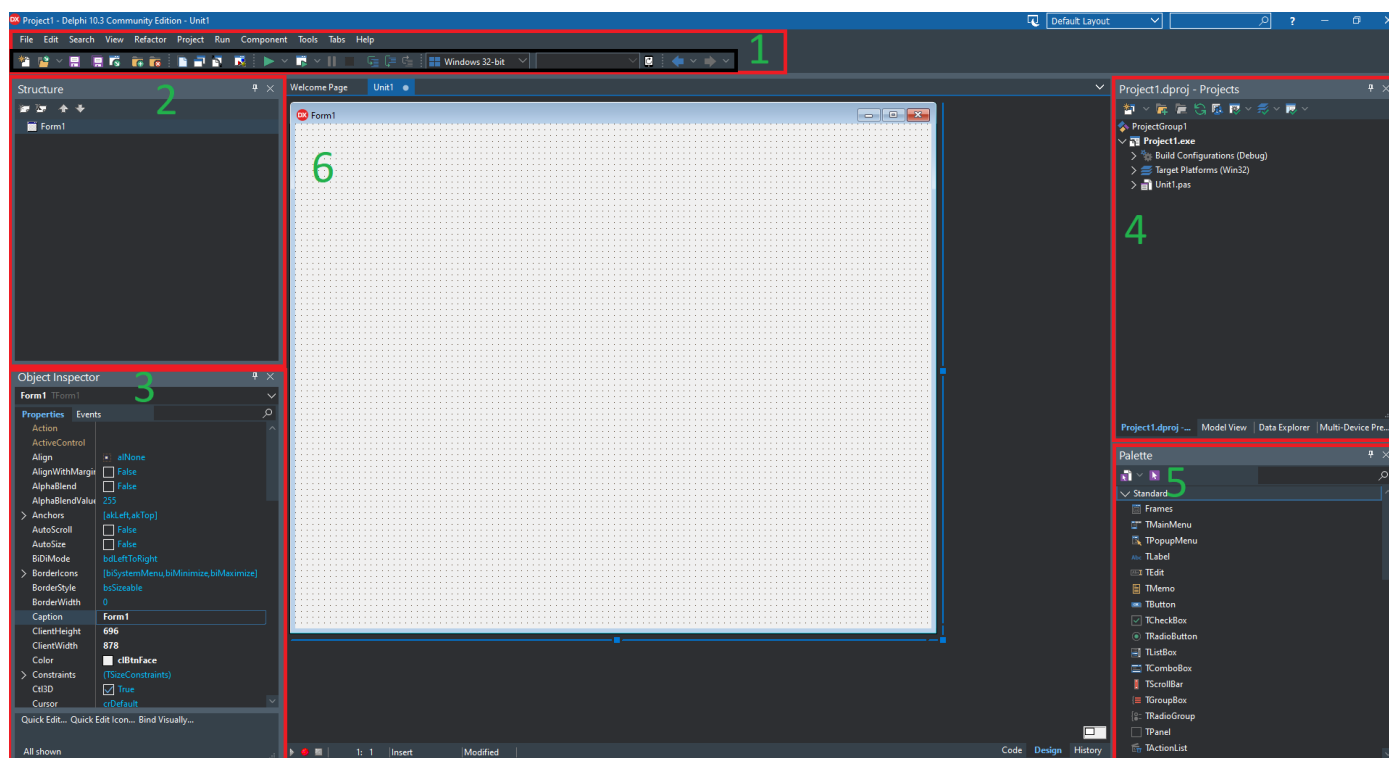 Project1 - Delphi 10.3 Community Edition - Unit1
Default Layout
?
File Edit Search View Refactor Project Run Component Tools Tabs Help
1
Windows 32-bit
Structure
2
Form1
Object Inspector
3
Form1 TForm1
Properties Events
Action
ActiveControl
Align alNone
AlignWithMargin False
AlphaBlend False
AlphaBlendValue 255
Anchors [akLeft,akTop]
AutoScroll False
AutoSize False
BiDiMode bdLeftToRight
BorderIcons [biSystemMenu,biMinimize,biMaximize]
BorderStyle bsSizeable
BorderWidth 0
Caption Form1
ClientHeight 696
ClientWidth 878
Color clBtnFace
Constraints (TSizeConstraints)
Ctl3D True
Cursor crDefault
Quick Edit... Quick Edit Icon... Bind Visually...
All shown
Welcome Page Unit1
Form1
6
1: 1 Insert Modified
Code Design History
Project1.dproj - Projects
ProjectGroup1
Project1.exe
Build Configurations (Debug)
Target Platforms (Win32)
Unit1.pas
4
Project1.dproj -... Model View Data Explorer Multi-Device Pre...
Palette
5
Standard
Frames
TMainMenu
TPopupMenu
TLabel
TEdit
TMemo
TButton
TCheckBox
TRadioButton
TListBox
TComboBox
TScrollBar
TGroupBox
TRadioGroup
TPanel
TActionList